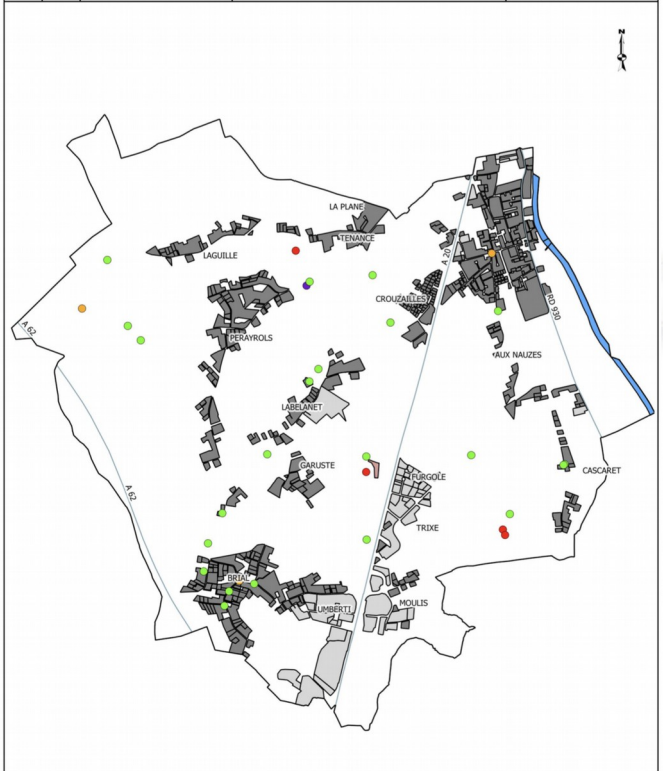 N
LA PLANE
TENANCE
LAGUILLE
A 20
CROUZAILLES
RD 930
A 62
PERAYROLS
AUX NAUZES
LABELANET
GARUSTE
CASCARET
FURGOLE
A 62
TRIXE
BRIAL
UMBERTI
MOULIS